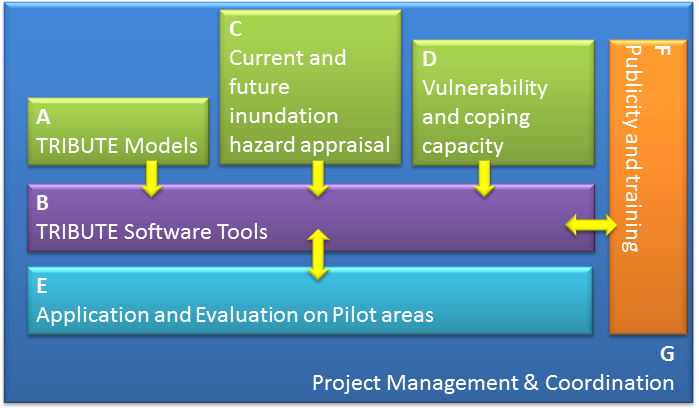 A
TRIBUTE Models
C
Current and
future
inundation
hazard appraisal
D
Vulnerability
and coping
capacity
F
Publicity and training
B
TRIBUTE Software Tools
E
Application and Evaluation on Pilot areas
G
Project Management & Coordination